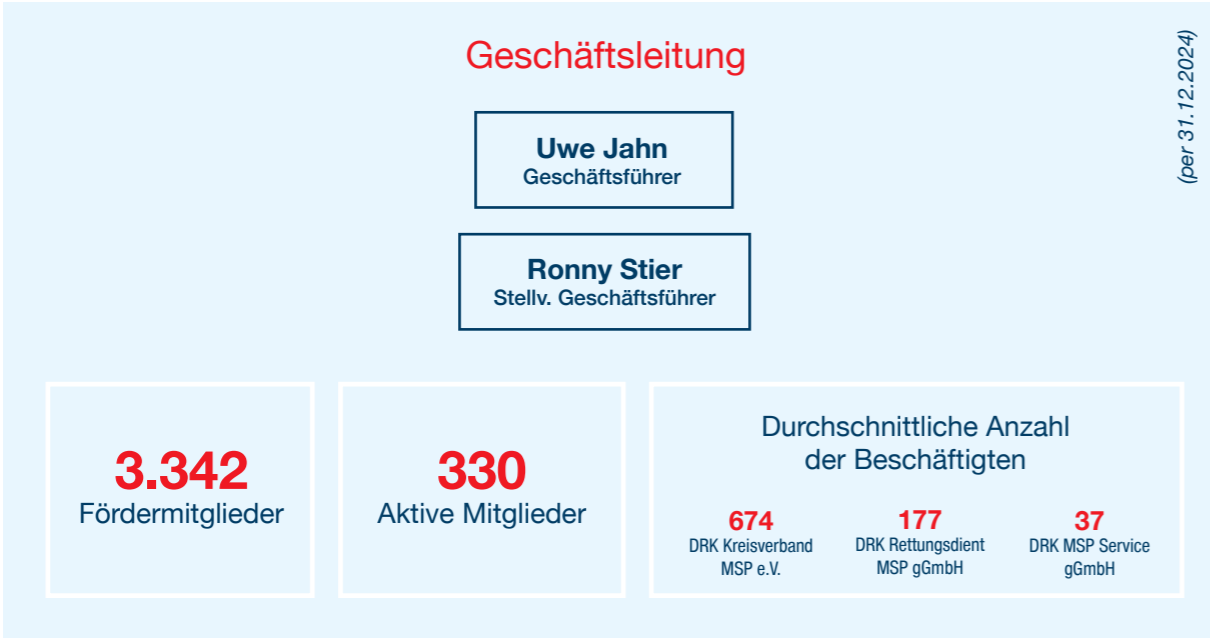 Geschäftsleitung
(per 31.12.2024)
Uwe Jahn
Geschäftsführer
Ronny Stier
Stellv. Geschäftsführer
3.342
Fördermitglieder
330
Aktive Mitglieder
Durchschnittliche Anzahl
der Beschäftigten
674
DRK Kreisverband
MSP e.V.
177
DRK Rettungsdient
MSP gGmbH
37
DRK MSP Service
gGmbH